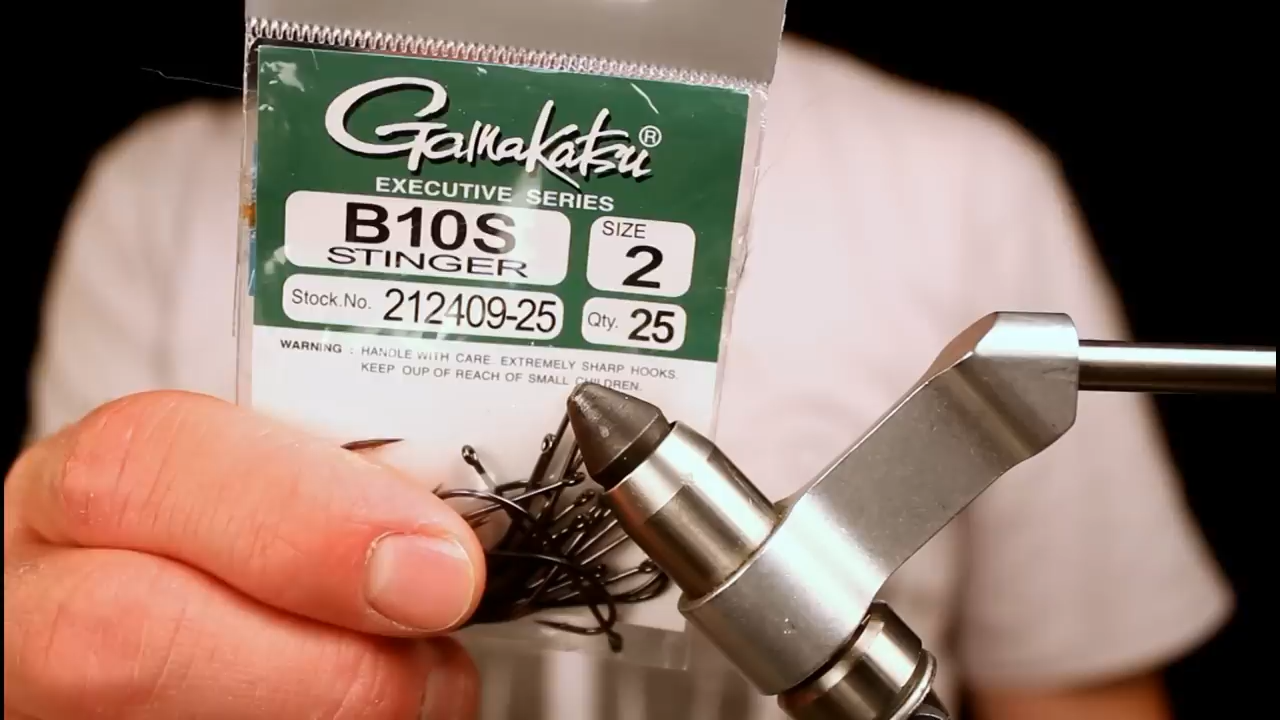 Gamakatsu®
EXECUTIVE SERIES
B10S
STINGER
SIZE
2
Stock.No. 212409-25
Qty. 25
WARNING : HANDLE WITH CARE. EXTREMELY SHARP HOOKS.
KEEP OUP OF REACH OF SMALL CHILDREN.